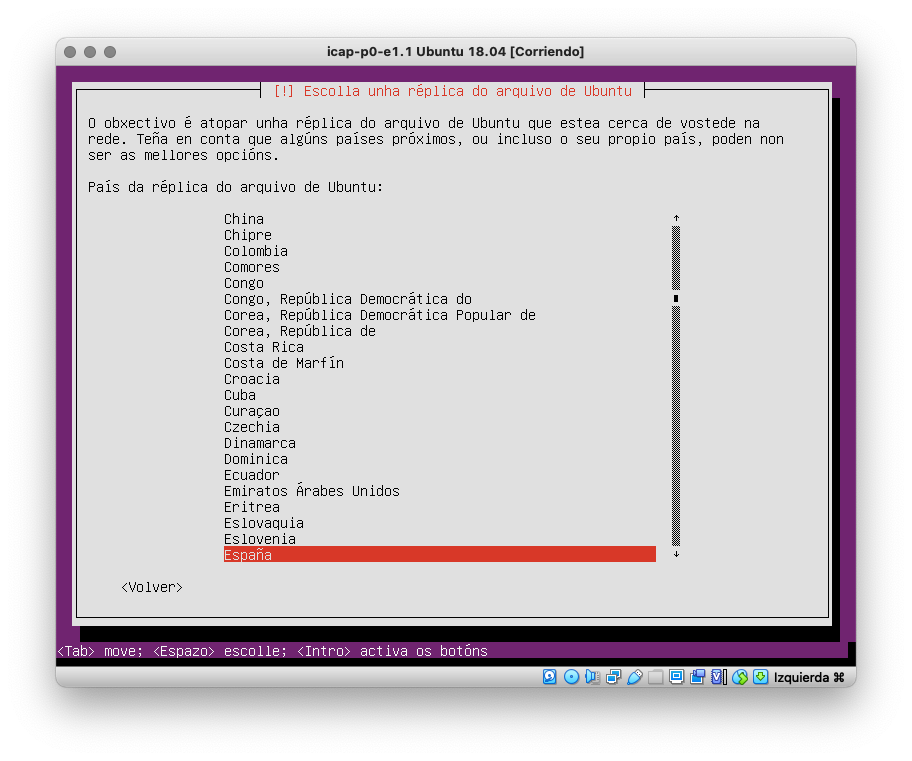 icap-p0-e1.1 Ubuntu 18.04 [Corriendo]
[!] Escolla unha réplica do arquivo de Ubuntu
O obxectivo é atopar unha réplica do arquivo de Ubuntu que estea cerca de vostede na
rede. Teña en conta que algúns países próximos, ou incluso o seu propio país, poden non
ser as mellores opcións.
País da réplica do arquivo de Ubuntu:
China
Chipre
Colombia
Comores
Congo
Congo, República Democrática do
Corea, República Democrática Popular de
Corea, República de
Costa Rica
Costa de Marfín
Croacia
Cuba
Curaçao
Czechia
Dinamarca
Dominica
Ecuador
Emiratos Árabes Unidos
Eritrea
Eslovaquia
Eslovenia
España
<Volver>
<Tab> move; <Espazo> escolle; <Intro> activa os botóns
Izquierda ⌘